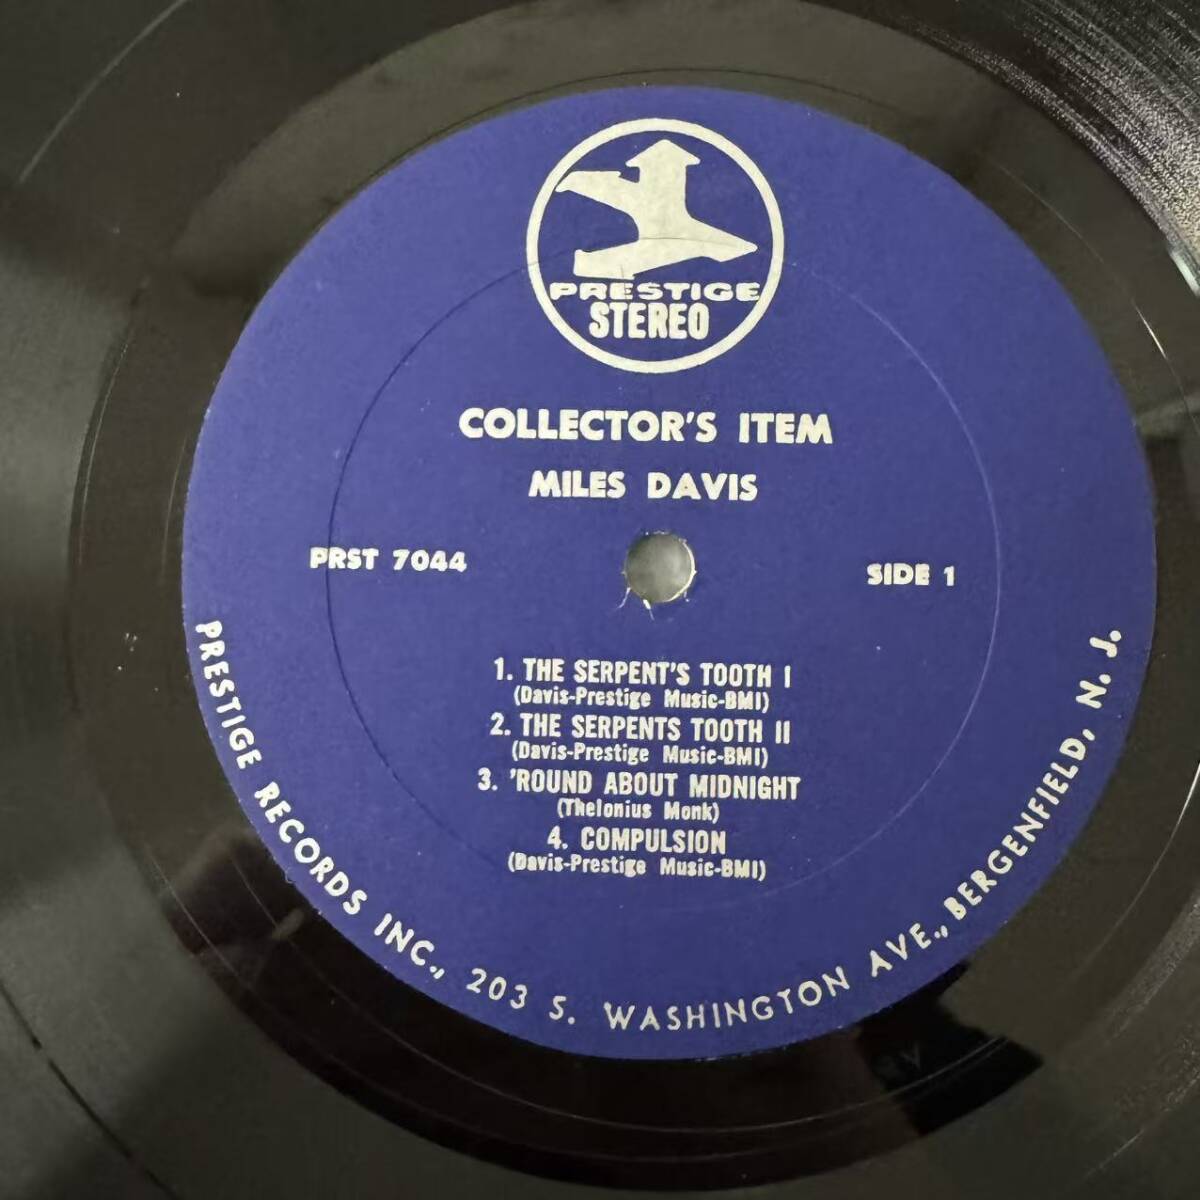 PRESTIGE
STEREO
COLLECTOR'S ITEM
MILES DAVIS
PRST 7044
SIDE 1
1. THE SERPENT'S TOOTH I
(Davis-Prestige Music-BMI)
2. THE SERPENTS TOOTH II
(Davis-Prestige Music-BMI)
3. 'ROUND ABOUT MIDNIGHT
(Thelonius Monk)
4. COMPULSION
(Davis-Prestige Music-BMI)
PRESTIGE RECORDS INC., 203 S. WASHINGTON AVE., BERGENFIELD, N. J.